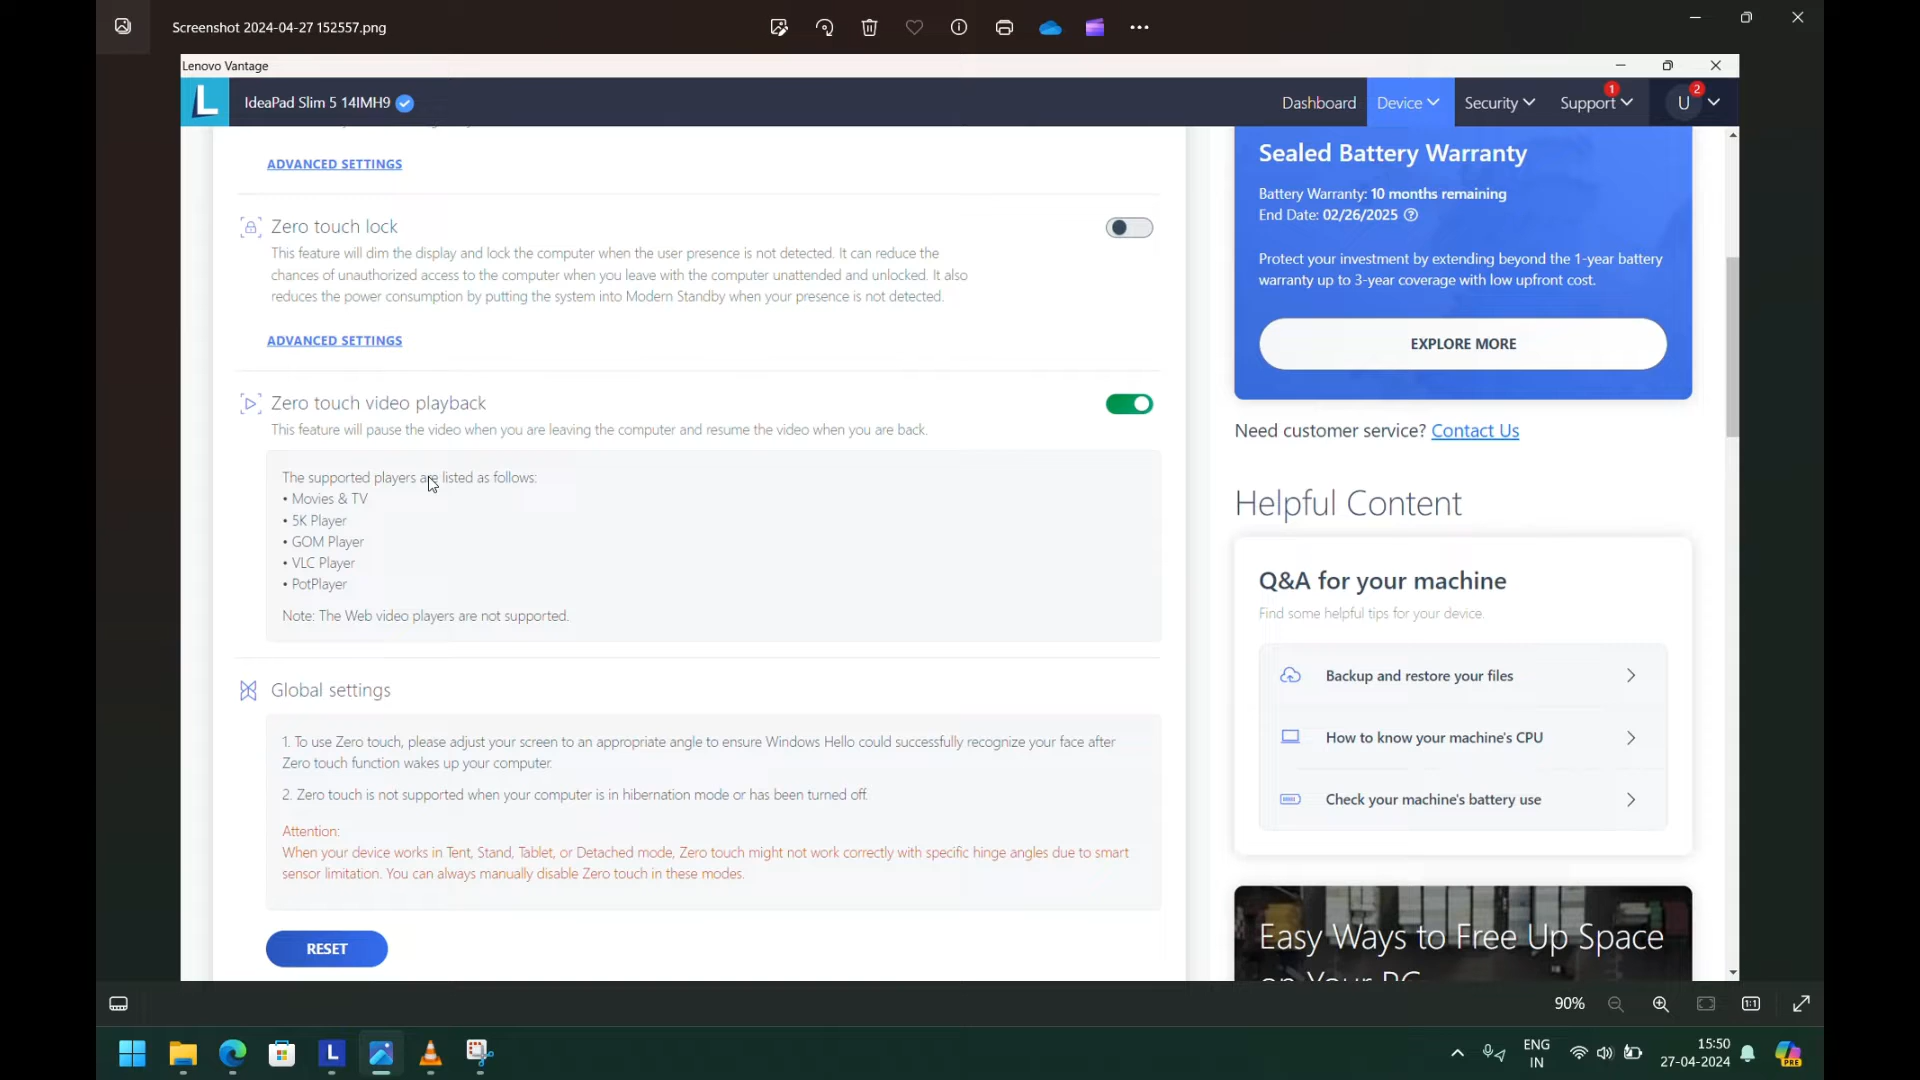 Screenshot 2024-04-27 152557.png
Lenovo Vantage
L
IdeaPad Slim 5 14IMH9
Dashboard
Device
Security
Support
1
U
2
ADVANCED SETTINGS
Zero touch lock
This feature will dim the display and lock the computer when the user presence is not detected. It can reduce the
chances of unauthorized access to the computer when you leave with the computer unattended and unlocked. It also
reduces the power consumption by putting the system into Modern Standby when your presence is not detected.
ADVANCED SETTINGS
Zero touch video playback
This feature will pause the video when you are leaving the computer and resume the video when you are back.
The supported players are listed as follows:
• Movies & TV
• 5K Player
• GOM Player
• VLC Player
• PotPlayer
Note: The Web video players are not supported.
Global settings
1. To use Zero touch, please adjust your screen to an appropriate angle to ensure Windows Hello could successfully recognize your face after
Zero touch function wakes up your computer.
2. Zero touch is not supported when your computer is in hibernation mode or has been turned off.
Attention:
When your device works in Tent, Stand, Tablet, or Detached mode, Zero touch might not work correctly with specific hinge angles due to smart
sensor limitation. You can always manually disable Zero touch in these modes.
RESET
Sealed Battery Warranty
Battery Warranty: 10 months remaining
End Date: 02/26/2025
Protect your investment by extending beyond the 1-year battery
warranty up to 3-year coverage with low upfront cost.
EXPLORE MORE
Need customer service? Contact Us
Helpful Content
Q&A for your machine
Find some helpful tips for your device.
Backup and restore your files
How to know your machine's CPU
Check your machine's battery use
Easy Ways to Free Up Space
on Your PC
90%
1:1
L
ENG
IN
15:50
27-04-2024
PRE